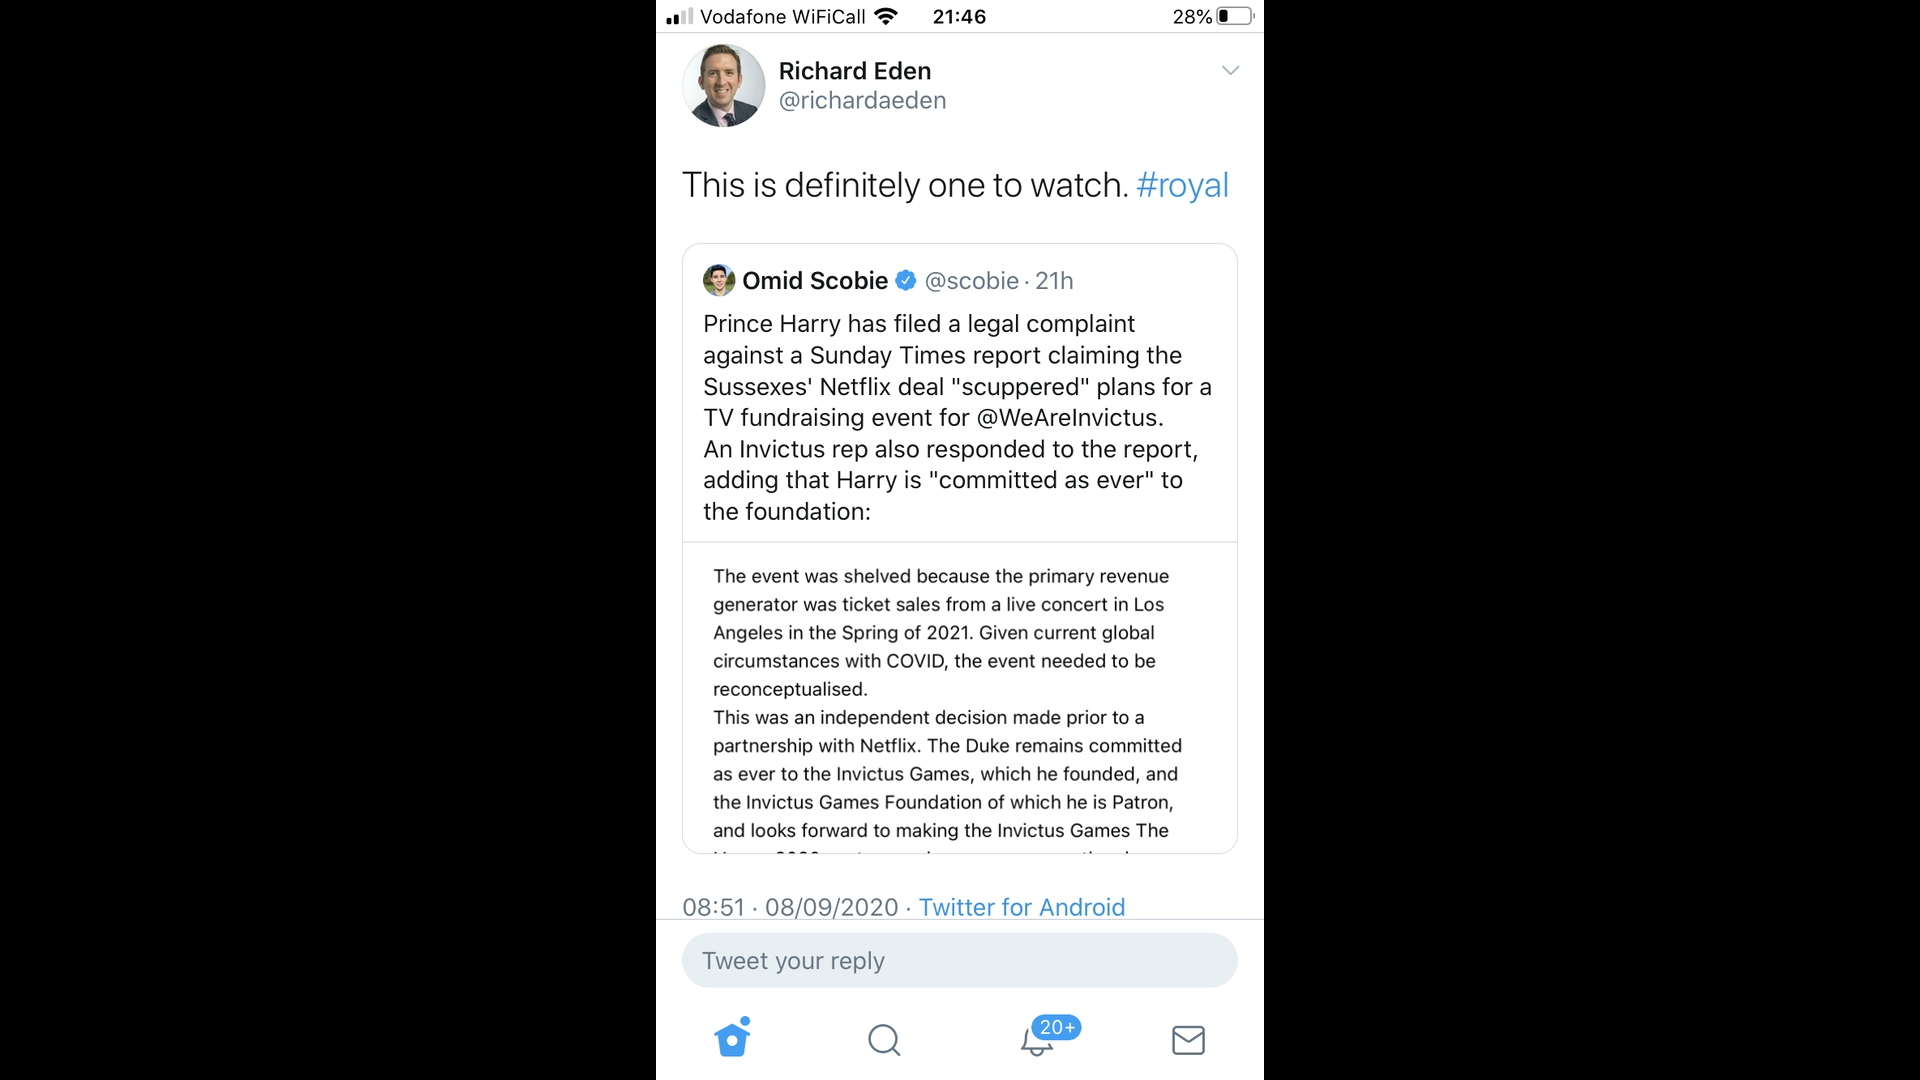 Vodafone WiFiCall 21:46 28%
Richard Eden
@richardaeden
This is definitely one to watch. #royal
Omid Scobie @scobie · 21h
Prince Harry has filed a legal complaint
against a Sunday Times report claiming the
Sussexes' Netflix deal "scuppered" plans for a
TV fundraising event for @WeAreInvictus.
An Invictus rep also responded to the report,
adding that Harry is "committed as ever" to
the foundation:
The event was shelved because the primary revenue
generator was ticket sales from a live concert in Los
Angeles in the Spring of 2021. Given current global
circumstances with COVID, the event needed to be
reconceptualised.
This was an independent decision made prior to a
partnership with Netflix. The Duke remains committed
as ever to the Invictus Games, which he founded, and
the Invictus Games Foundation of which he is Patron,
and looks forward to making the Invictus Games The
08:51 · 08/09/2020 · Twitter for Android
Tweet your reply
20+